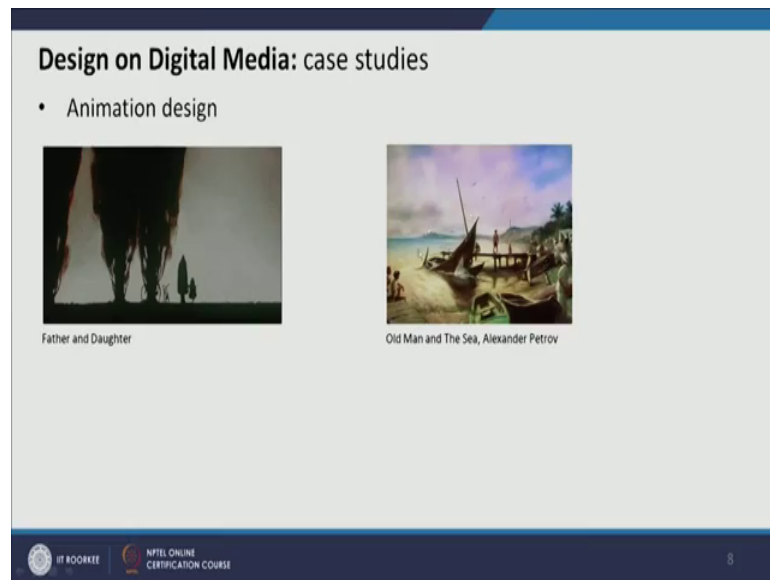 Design on Digital Media: case studies
• Animation design
Father and Daughter
Old Man and The Sea, Alexander Petrov
IIT ROORKEE
NPTEL ONLINE
CERTIFICATION COURSE
8